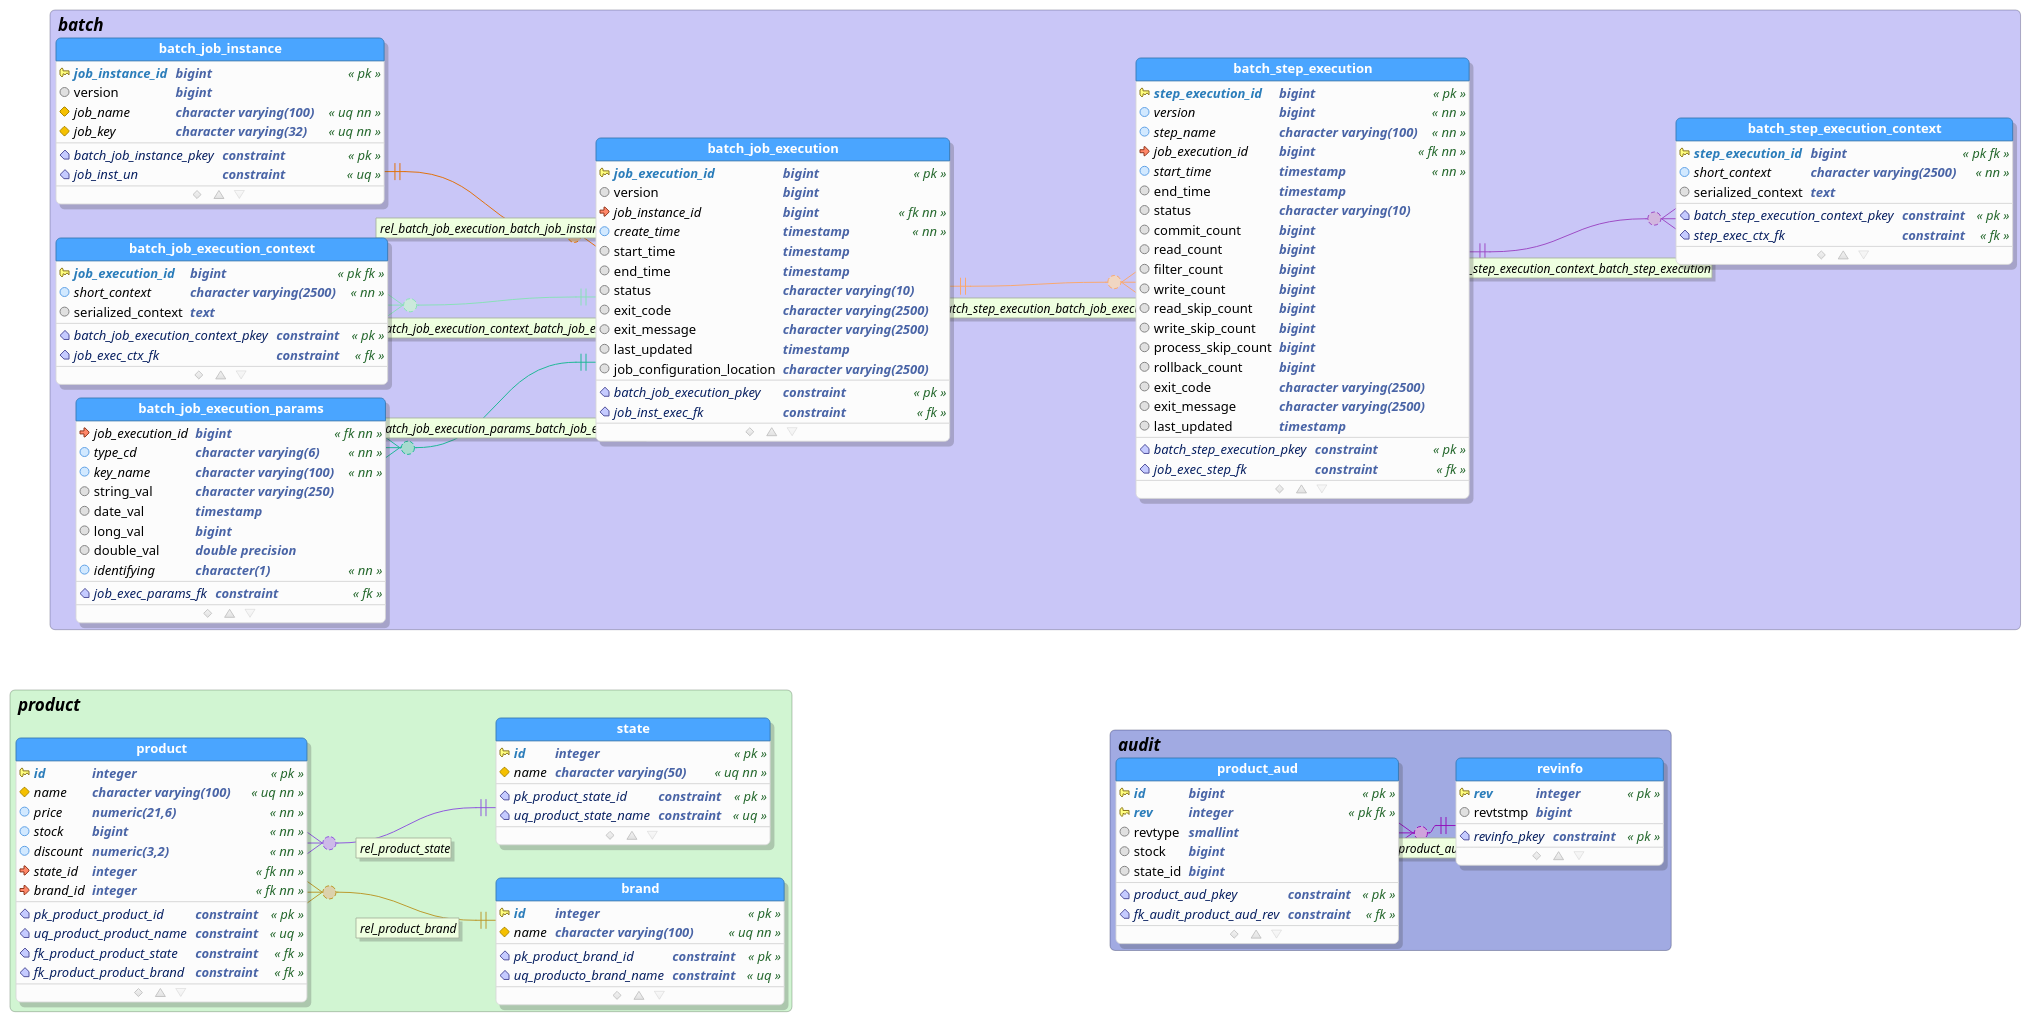 batch
batch_job_instance
job_instance_id bigint « pk »
version bigint
job_name character varying(100) « uq nn »
job_key character varying(32) « uq nn »
batch_job_instance_pkey constraint « pk »
job_inst_un constraint « uq »
rel_batch_job_execution_batch_job_instan
batch_job_execution_context
job_execution_id bigint « pk fk »
short_context character varying(2500) « nn »
serialized_context text
batch_job_execution_context_pkey constraint « pk »
job_exec_ctx_fk constraint « fk »
atch_job_execution_context_batch_job_e
batch_job_execution_params
job_execution_id bigint « fk nn »
type_cd character varying(6) « nn »
key_name character varying(100) « nn »
string_val character varying(250)
date_val timestamp
long_val bigint
double_val double precision
identifying character(1) « nn »
job_exec_params_fk constraint « fk »
atch_job_execution_params_batch_job_e
batch_job_execution
job_execution_id bigint « pk »
version bigint
job_instance_id bigint « fk nn »
create_time timestamp « nn »
start_time timestamp
end_time timestamp
status character varying(10)
exit_code character varying(2500)
exit_message character varying(2500)
last_updated timestamp
job_configuration_location character varying(2500)
batch_job_execution_pkey constraint « pk »
job_inst_exec_fk constraint « fk »
atch_step_execution_batch_job_exec
batch_step_execution
step_execution_id bigint « pk »
version bigint « nn »
step_name character varying(100) « nn »
job_execution_id bigint « fk nn »
start_time timestamp « nn »
end_time timestamp
status character varying(10)
commit_count bigint
read_count bigint
filter_count bigint
write_count bigint
read_skip_count bigint
write_skip_count bigint
process_skip_count bigint
rollback_count bigint
exit_code character varying(2500)
exit_message character varying(2500)
last_updated timestamp
batch_step_execution_pkey constraint « pk »
job_exec_step_fk constraint « fk »
_step_execution_context_batch_step_execution
batch_step_execution_context
step_execution_id bigint « pk fk »
short_context character varying(2500) « nn »
serialized_context text
batch_step_execution_context_pkey constraint « pk »
step_exec_ctx_fk constraint « fk »
product
product
id integer « pk »
name character varying(100) « uq nn »
price numeric(21,6) « nn »
stock bigint « nn »
discount numeric(3,2) « nn »
state_id integer « fk nn »
brand_id integer « fk nn »
pk_product_product_id constraint « pk »
uq_product_product_name constraint « uq »
fk_product_product_state constraint « fk »
fk_product_product_brand constraint « fk »
rel_product_state
rel_product_brand
state
id integer « pk »
name character varying(50) « uq nn »
pk_product_state_id constraint « pk »
uq_product_state_name constraint « uq »
brand
id integer « pk »
name character varying(100) « uq nn »
pk_product_brand_id constraint « pk »
uq_producto_brand_name constraint « uq »
audit
product_aud
id bigint « pk »
rev integer « pk fk »
revtype smallint
stock bigint
state_id bigint
product_aud_pkey constraint « pk »
fk_audit_product_aud_rev constraint « fk »
product_au
revinfo
rev integer « pk »
revtstmp bigint
revinfo_pkey constraint « pk »